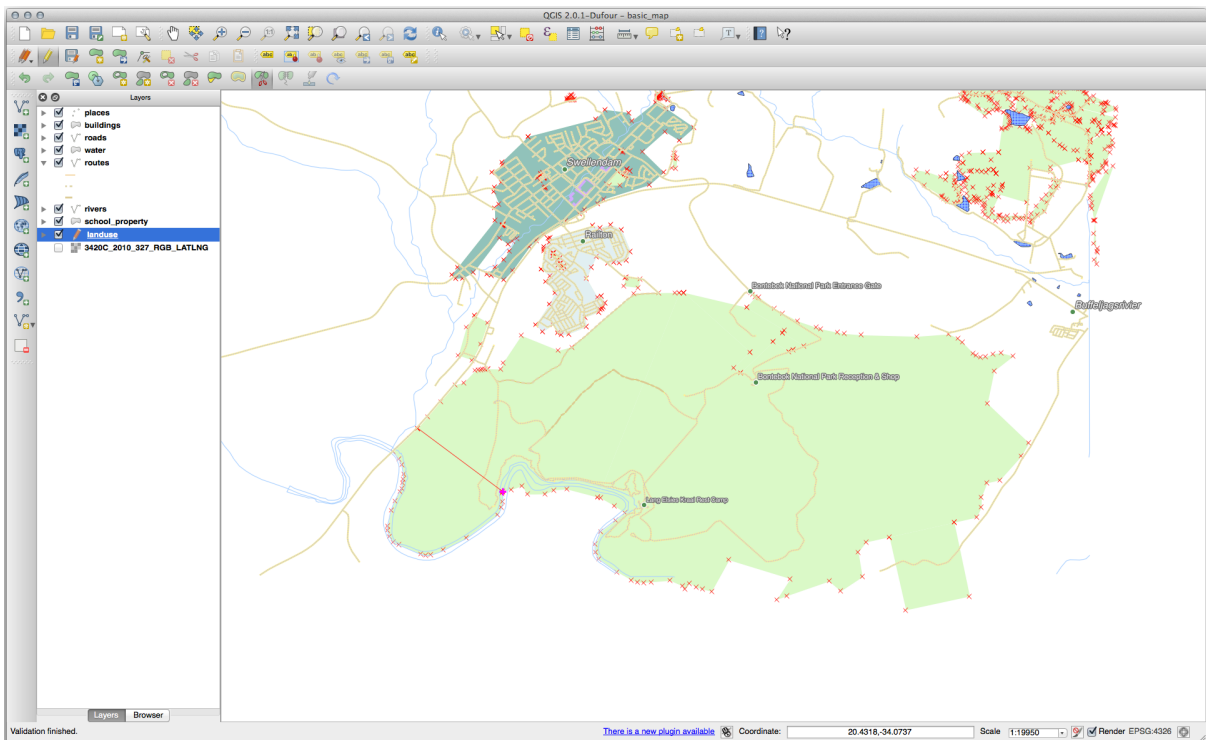 QGIS 2.0.1-Dufour - basic_map
Layers
places
buildings
roads
water
routes
rivers
school_property
landuse
3420C_2010_327_RGB_LATLNG
Swellendam
Railton
Bontebok National Park Entrance Gate
Buffeljagsrivier
Bontebok National Park Reception & Shop
Lang Elsies Kraal Rest Camp
Layers Browser
Validation finished. There is a new plugin available Coordinate: 20.4318,-34.0737 Scale 1:19950 Render EPSG:4326